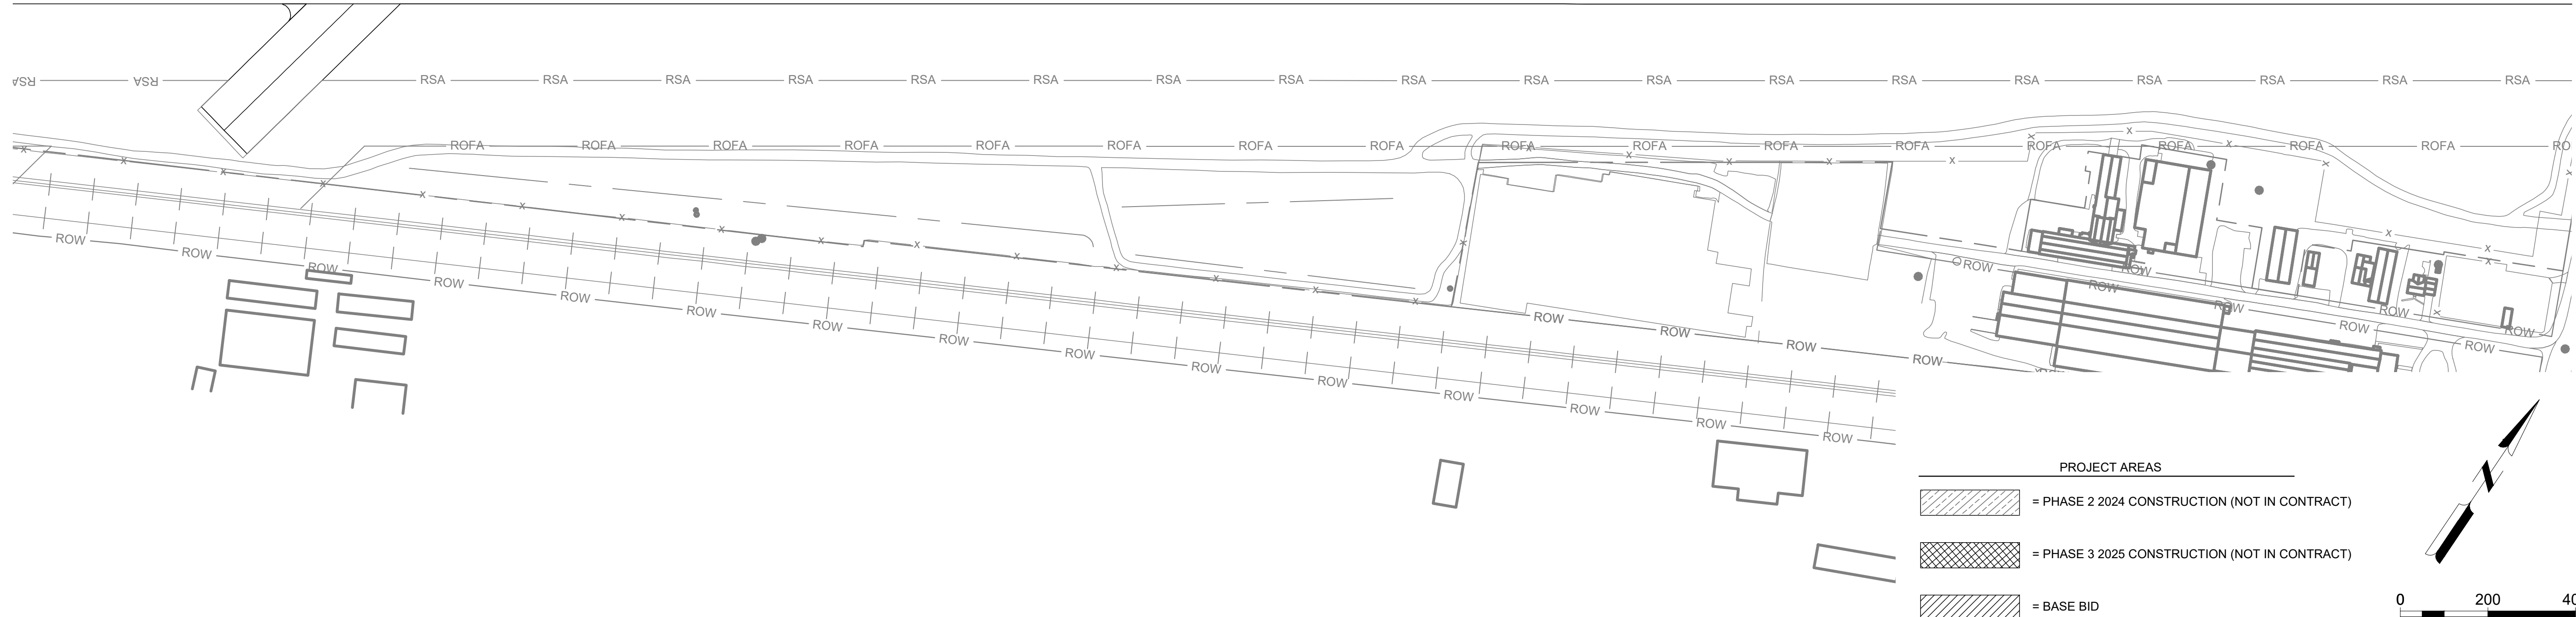 RSA RSA RSA RSA RSA RSA RSA RSA RSA RSA RSA RSA RSA RSA RSA RSA RSA RSA RSA RSA
ROFA ROFA ROFA ROFA ROFA ROFA ROFA ROFA ROFA ROFA ROFA ROFA ROFA ROFA ROFA ROFA RO
X X X X X X X X X X X X X X X X X X X X X X X X X X X X X X X X
ROW ROW ROW ROW ROW ROW ROW ROW ROW ROW ROW ROW ROW ROW ROW
ROW ROW ROW ROW
ROW ROW ROW ROW ROW
ROW ROW ROW ROW
PROJECT AREAS
= PHASE 2 2024 CONSTRUCTION (NOT IN CONTRACT)
= PHASE 3 2025 CONSTRUCTION (NOT IN CONTRACT)
= BASE BID
N
0 200 40